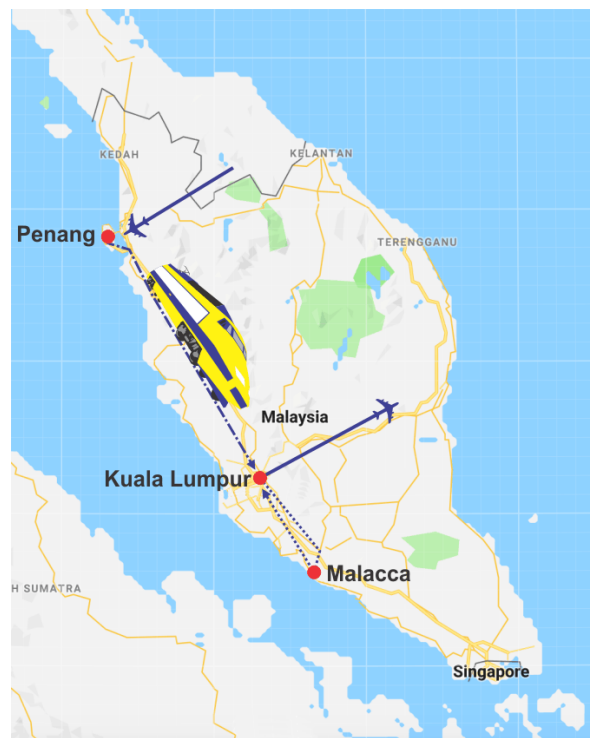 KEDAH
KELANTAN
Penang
TERENGGANU
Malaysia
Kuala Lumpur
Malacca
H SUMATRA
Singapore